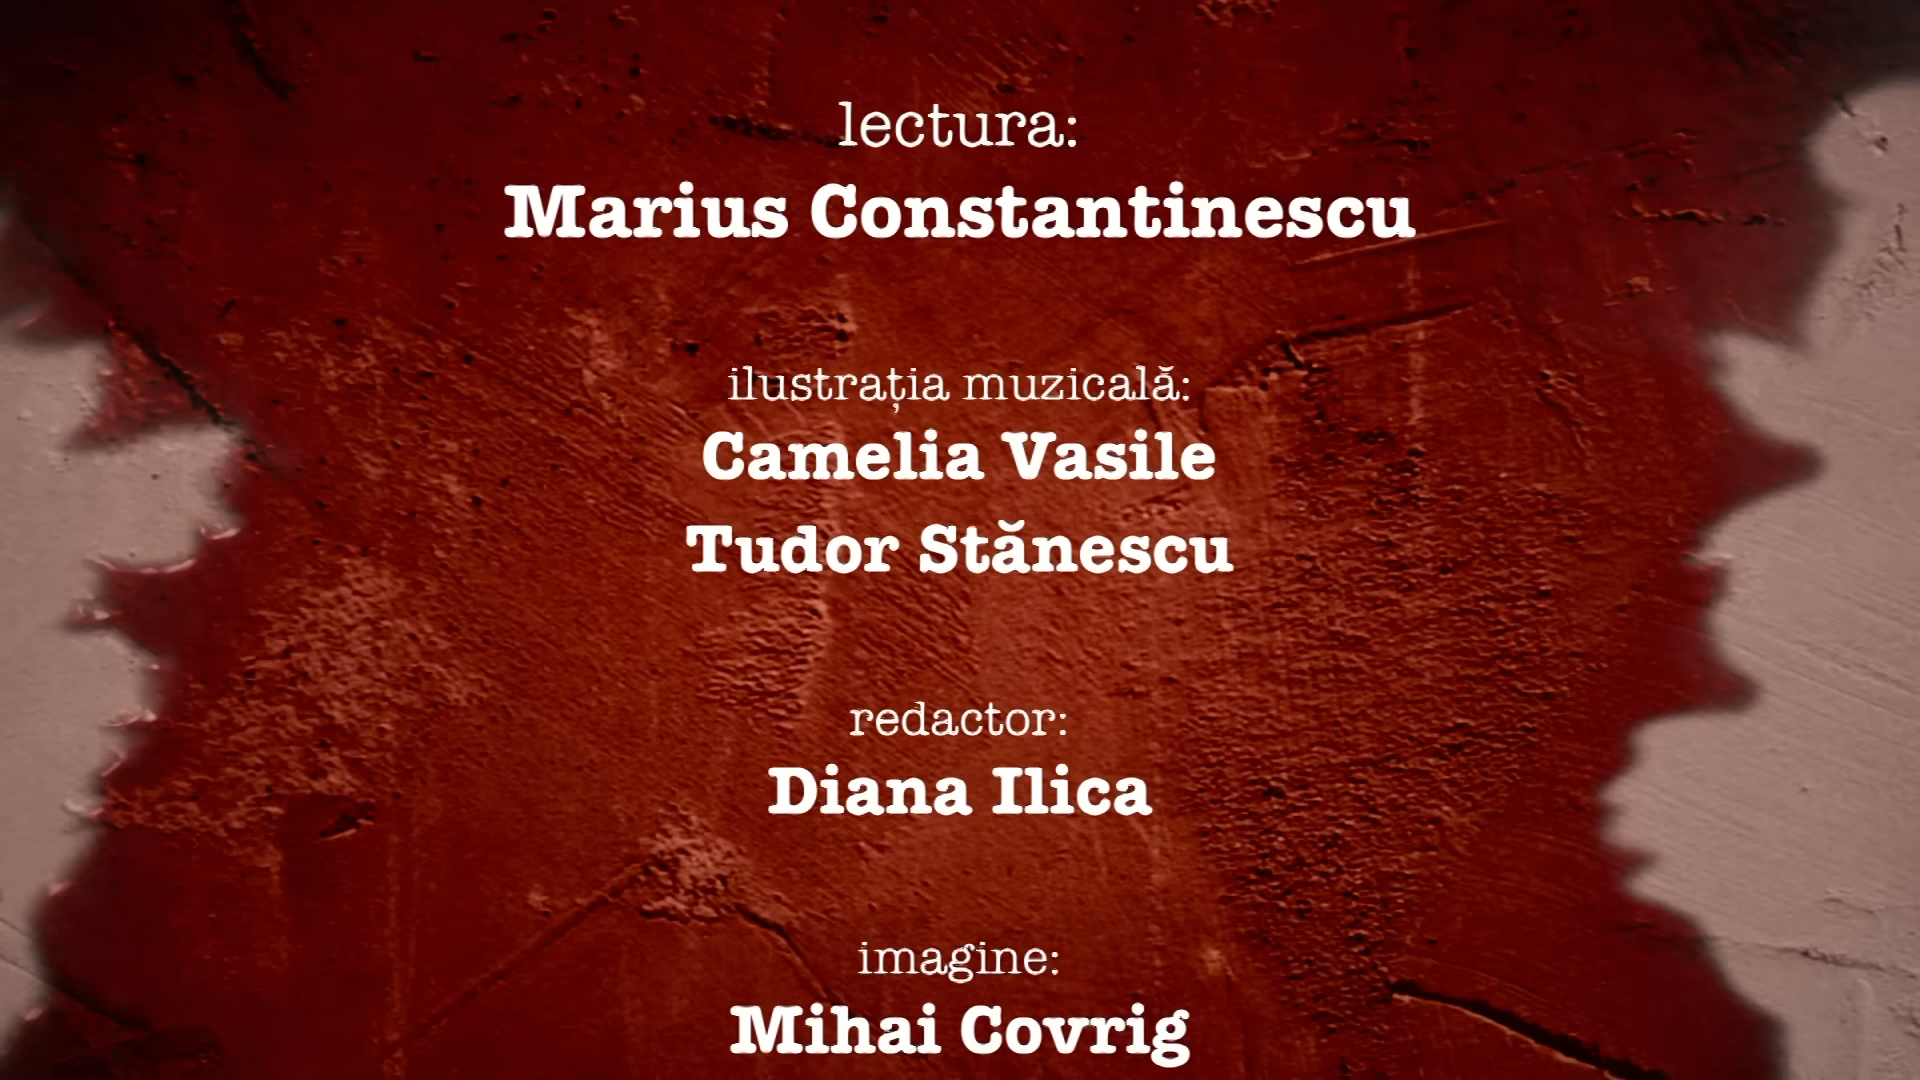 lectura:
Marius Constantinescu
ilustrația muzicală:
Camelia Vasile
Tudor Stănescu
redactor:
Diana Ilica
imagine:
Mihai Covrig